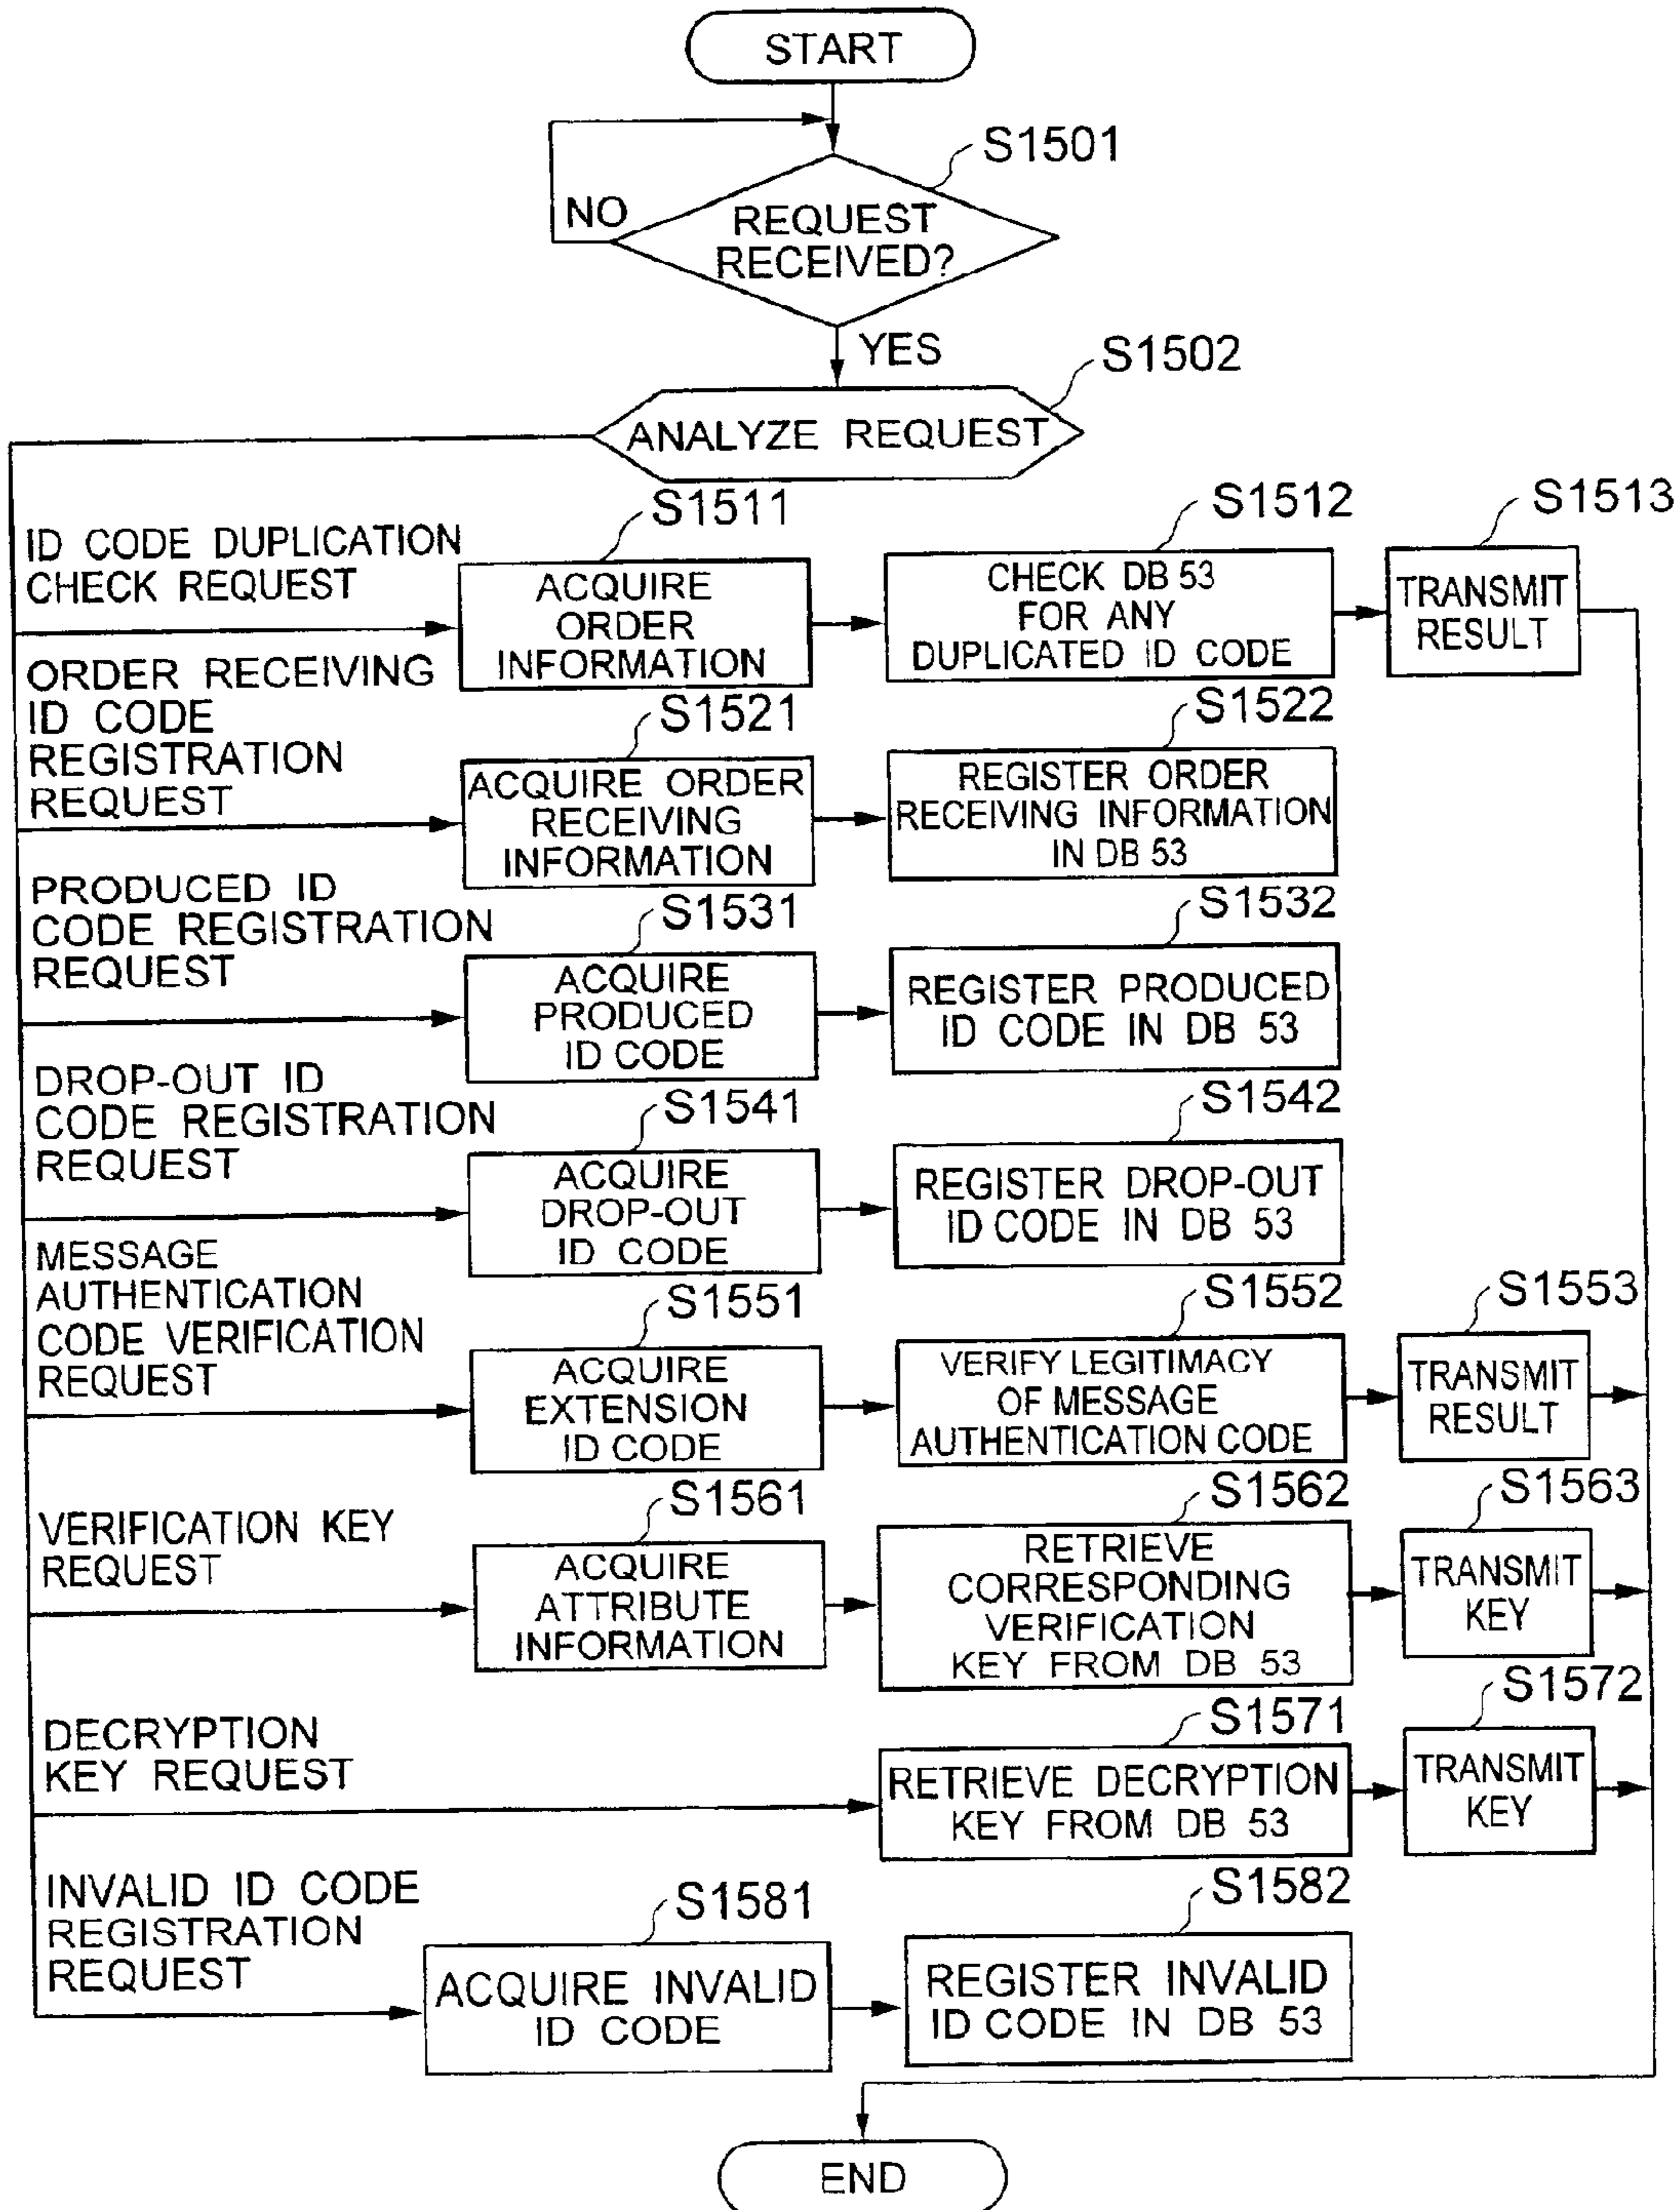 START
S1501
NO
REQUEST
RECEIVED?
YES
S1502
ANALYZE REQUEST
ID CODE DUPLICATION
CHECK REQUEST
S1511
ACQUIRE
ORDER
INFORMATION
S1512
CHECK DB 53
FOR ANY
DUPLICATED ID CODE
S1513
TRANSMIT
RESULT
ORDER RECEIVING
ID CODE
REGISTRATION
REQUEST
S1521
ACQUIRE ORDER
RECEIVING
INFORMATION
S1522
REGISTER ORDER
RECEIVING INFORMATION
IN DB 53
PRODUCED ID
CODE REGISTRATION
REQUEST
S1531
ACQUIRE
PRODUCED
ID CODE
S1532
REGISTER PRODUCED
ID CODE IN DB 53
DROP-OUT ID
CODE REGISTRATION
REQUEST
S1541
ACQUIRE
DROP-OUT
ID CODE
S1542
REGISTER DROP-OUT
ID CODE IN DB 53
MESSAGE
AUTHENTICATION
CODE VERIFICATION
REQUEST
S1551
ACQUIRE
EXTENSION
ID CODE
S1552
VERIFY LEGITIMACY
OF MESSAGE
AUTHENTICATION CODE
S1553
TRANSMIT
RESULT
VERIFICATION KEY
REQUEST
S1561
ACQUIRE
ATTRIBUTE
INFORMATION
S1562
RETRIEVE
CORRESPONDING
VERIFICATION
KEY FROM DB 53
S1563
TRANSMIT
KEY
DECRYPTION
KEY REQUEST
S1571
RETRIEVE DECRYPTION
KEY FROM DB 53
S1572
TRANSMIT
KEY
INVALID ID CODE
REGISTRATION
REQUEST
S1581
ACQUIRE INVALID
ID CODE
S1582
REGISTER INVALID
ID CODE IN DB 53
END